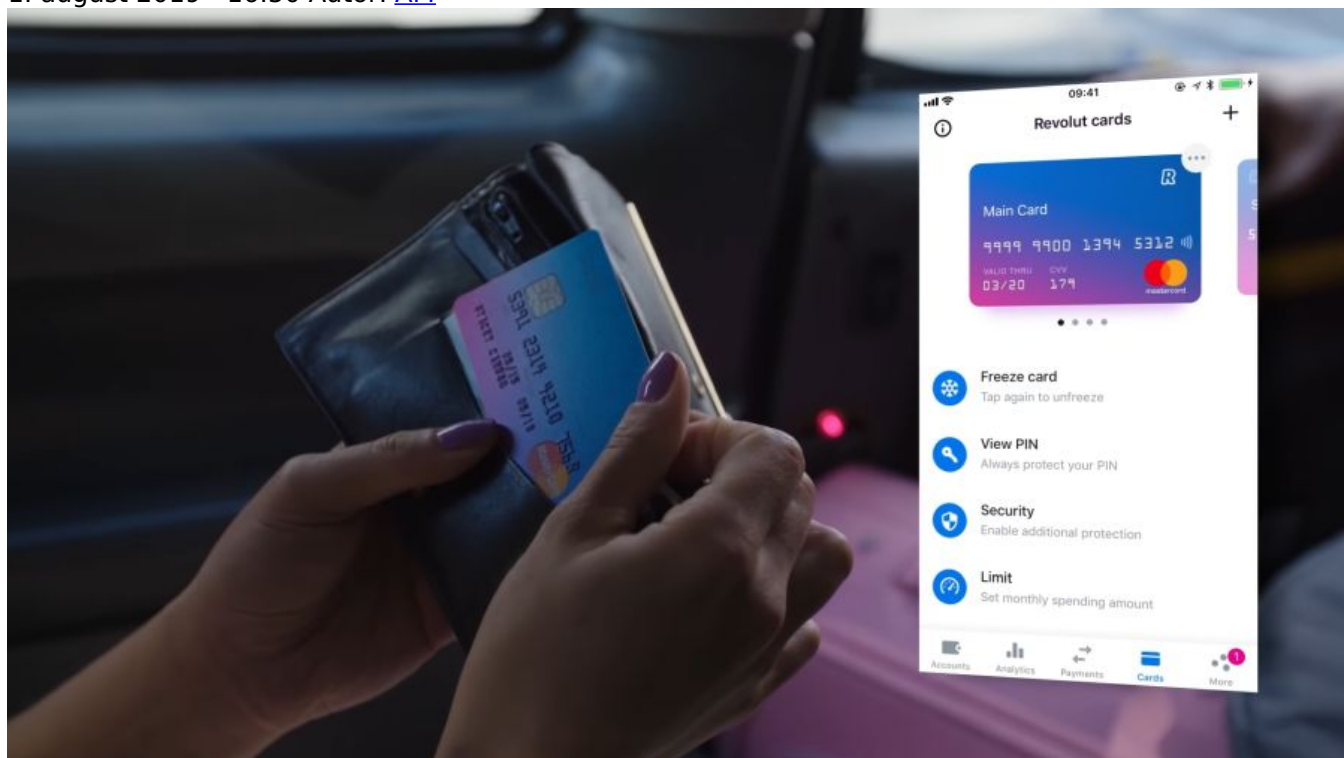 09:41
Revolut cards
Main Card
9999 9900 1394 5312
VALID THRU CVV
03/20 179
mastercard
Freeze card
Tap again to unfreeze
View PIN
Always protect your PIN
Security
Enable additional protection
Limit
Set monthly spending amount
Accounts Analytics Payments Cards More
1
5391 2314